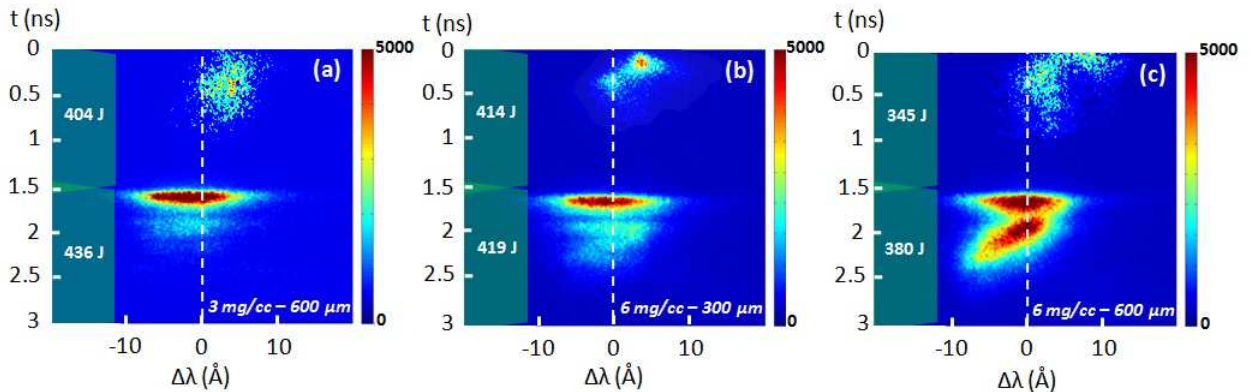 t (ns)
0
0.5
1
1.5
2
2.5
3
404 J
436 J
(a)
3 mg/cc – 600 µm
-10
0
10
Δλ (Å)
5000
0
t (ns)
0
0.5
1
1.5
2
2.5
3
414 J
419 J
(b)
6 mg/cc – 300 µm
-10
0
10
Δλ (Å)
5000
0
t (ns)
0
0.5
1
1.5
2
2.5
3
345 J
380 J
(c)
6 mg/cc – 600 µm
-10
0
10
Δλ (Å)
5000
0